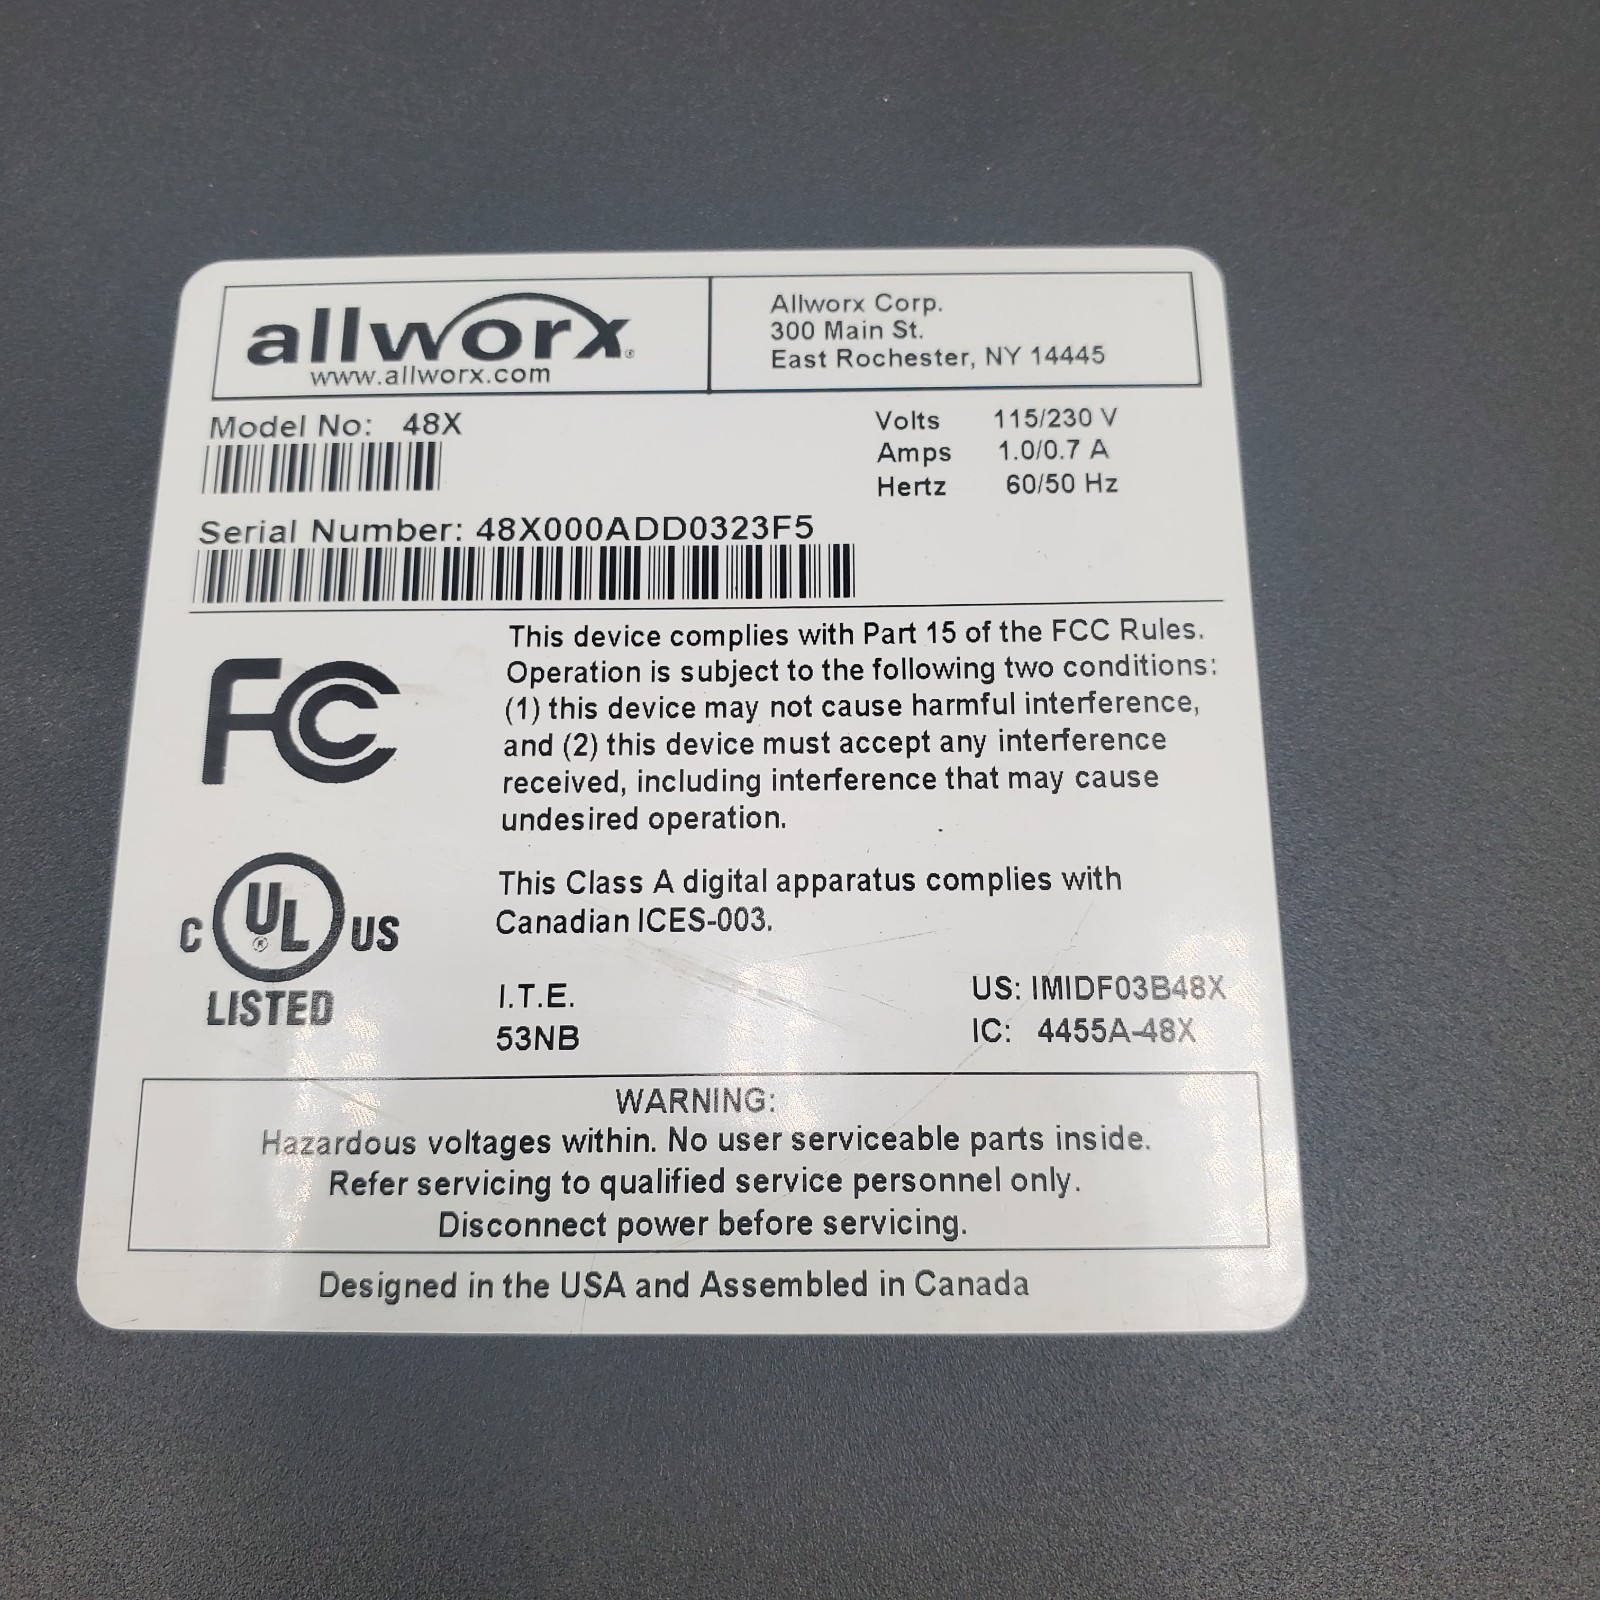 allworx®
www.allworx.com
Allworx Corp.
300 Main St.
East Rochester, NY 14445
Model No: 48X
Volts 115/230 V
Amps 1.0/0.7 A
Hertz 60/50 Hz
Serial Number: 48X000ADD0323F5
FC
This device complies with Part 15 of the FCC Rules.
Operation is subject to the following two conditions:
(1) this device may not cause harmful interference,
and (2) this device must accept any interference
received, including interference that may cause
undesired operation.
C UL® US
LISTED
This Class A digital apparatus complies with
Canadian ICES-003.
I.T.E.
53NB
US: IMIDF03B48X
IC: 4455A-48X
WARNING:
Hazardous voltages within. No user serviceable parts inside.
Refer servicing to qualified service personnel only.
Disconnect power before servicing.
Designed in the USA and Assembled in Canada